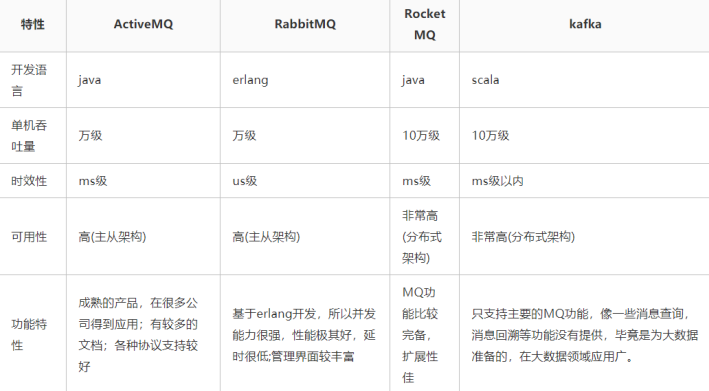 特性 ActiveMQ RabbitMQ Rocket MQ kafka
开发语言 java erlang java scala
单机吞吐量 万级 万级 10万级 10万级
时效性 ms级 us级 ms级 ms级以内
可用性 高(主从架构) 高(主从架构) 非常高(分布式架构) 非常高(分布式架构)
功能特性
成熟的产品，在很多公
司得到应用；有较多的
文档；各种协议支持较
好
基于erlang开发，所以并发
能力很强，性能极其好，延
时很低;管理界面较丰富
MQ功
能比较
完备，
扩展性
佳
只支持主要的MQ功能，像一些消息查询，
消息回溯等功能没有提供，毕竟是为大数据
准备的，在大数据领域应用广。